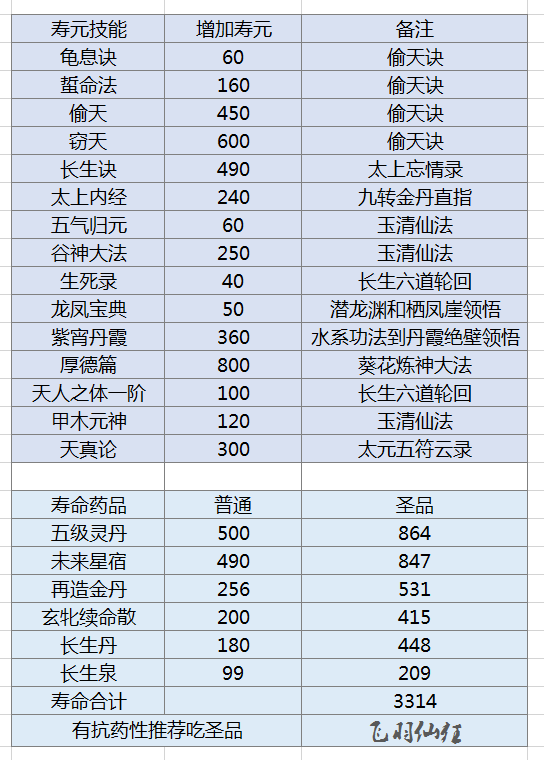 寿元技能 增加寿元 备注
龟息诀 60 偷天诀
蜇命法 160 偷天诀
偷天 450 偷天诀
窃天 600 偷天诀
长生诀 490 太上忘情录
太上内经 240 九转金丹直指
五气归元 60 玉清仙法
谷神大法 250 玉清仙法
生死录 40 长生六道轮回
龙凤宝典 50 潜龙渊和栖凤崖领悟
紫宵丹霞 360 水系功法到丹霞绝壁领悟
厚德篇 800 葵花炼神大法
天人之体一阶 100 长生六道轮回
甲木元神 120 玉清仙法
天真论 300 太元五符云录
寿命药品 普通 圣品
五级灵丹 500 864
未来星宿 490 847
再造金丹 256 531
玄牝续命散 200 415
长生丹 180 448
长生泉 99 209
寿命合计 3314
有抗药性推荐吃圣品 飞羽仙狂